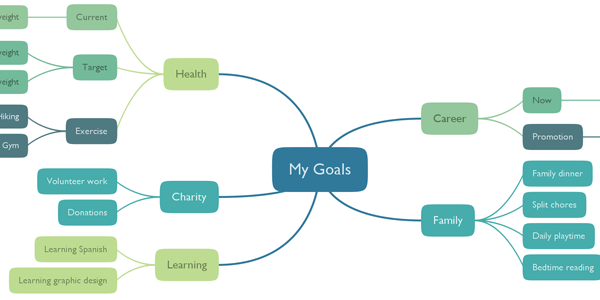 My Goals
Health
Current
eight
Target
eight
eight
Exercise
Hiking
Gym
Charity
Volunteer work
Donations
Learning
Learning Spanish
Learning graphic design
Career
Now
Promotion
Family
Family dinner
Split chores
Daily playtime
Bedtime reading